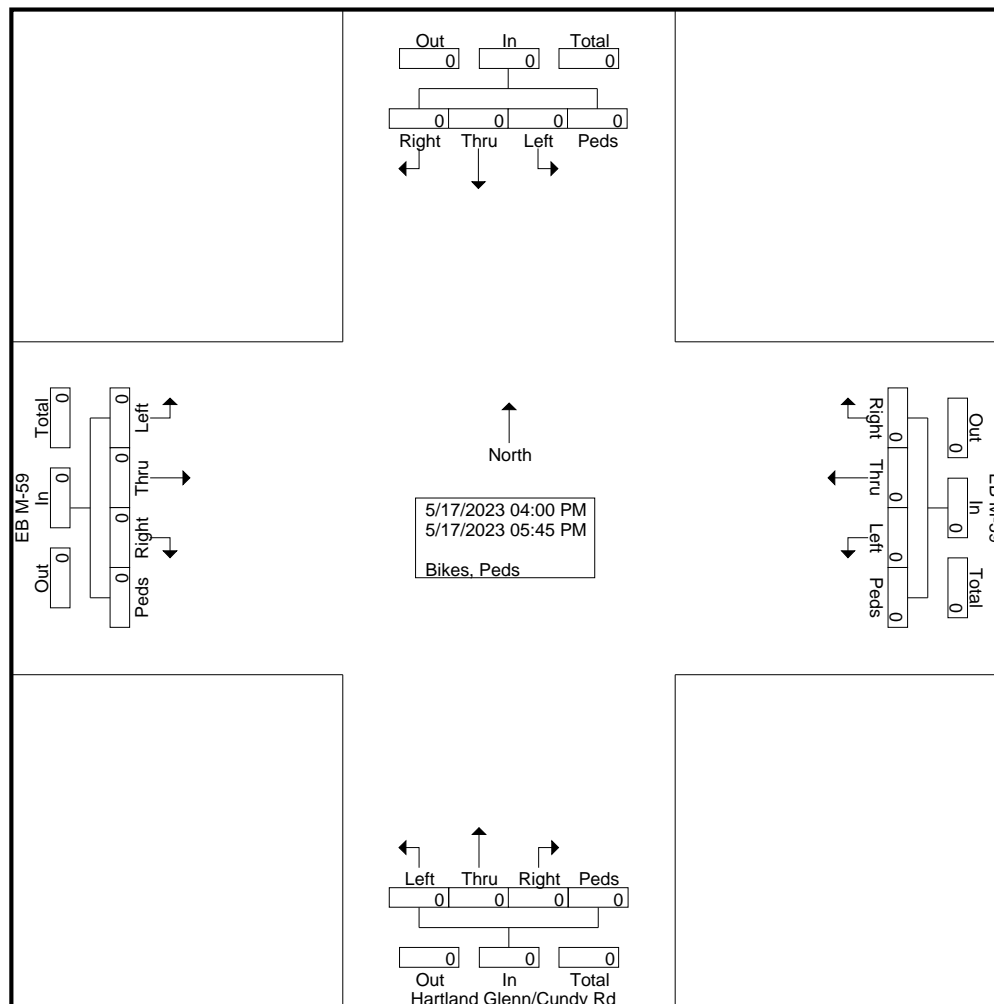 Out In Total
0 0 0
0 0 0 0
Right Thru Left Peds
EB M-59
Total In Out
0 0 0
0 0 0 0
Left Thru Right Peds
North
5/17/2023 04:00 PM
5/17/2023 05:45 PM
Bikes, Peds
Right Thru Left Peds
0 0 0 0
Out In Total
0 0 0
EB M-59
Left Thru Right Peds
0 0 0 0
0 0 0
Out In Total
Hartland Glenn/Cundy Rd